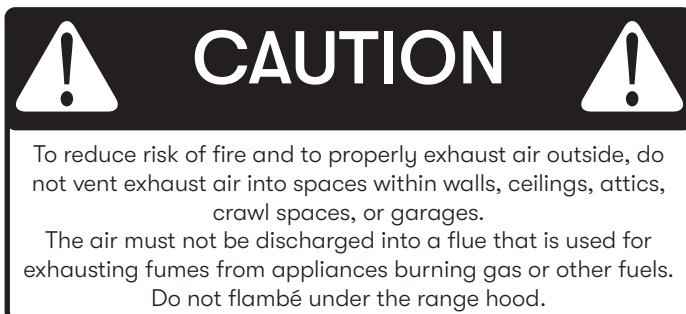 CAUTION
To reduce risk of fire and to properly exhaust air outside, do
not vent exhaust air into spaces within walls, ceilings, attics,
crawl spaces, or garages.
The air must not be discharged into a flue that is used for
exhausting fumes from appliances burning gas or other fuels.
Do not flambé under the range hood.